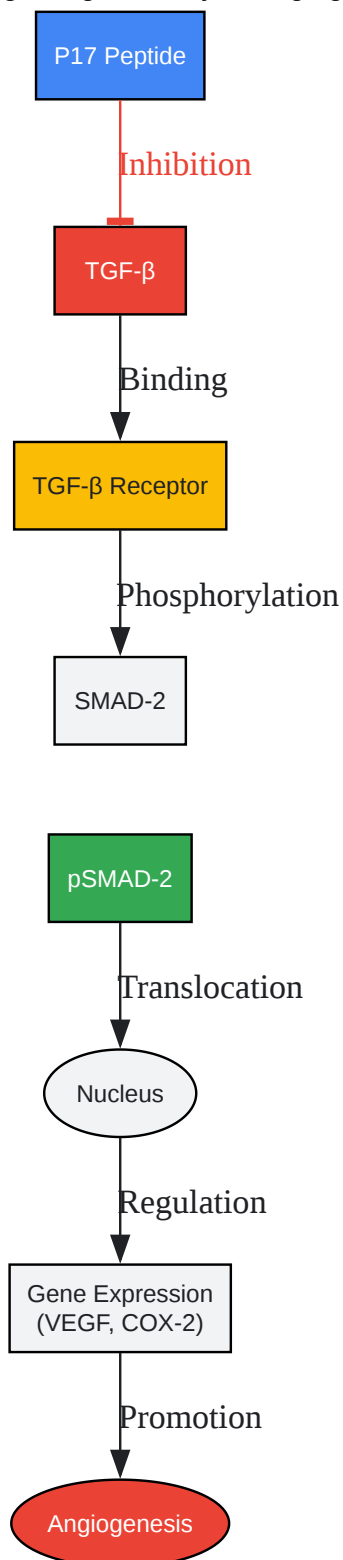 P17 Peptide
Inhibition
TGF-β
Binding
TGF-β Receptor
Phosphorylation
SMAD-2
pSMAD-2
Translocation
Nucleus
Regulation
Gene Expression
(VEGF, COX-2)
Promotion
Angiogenesis